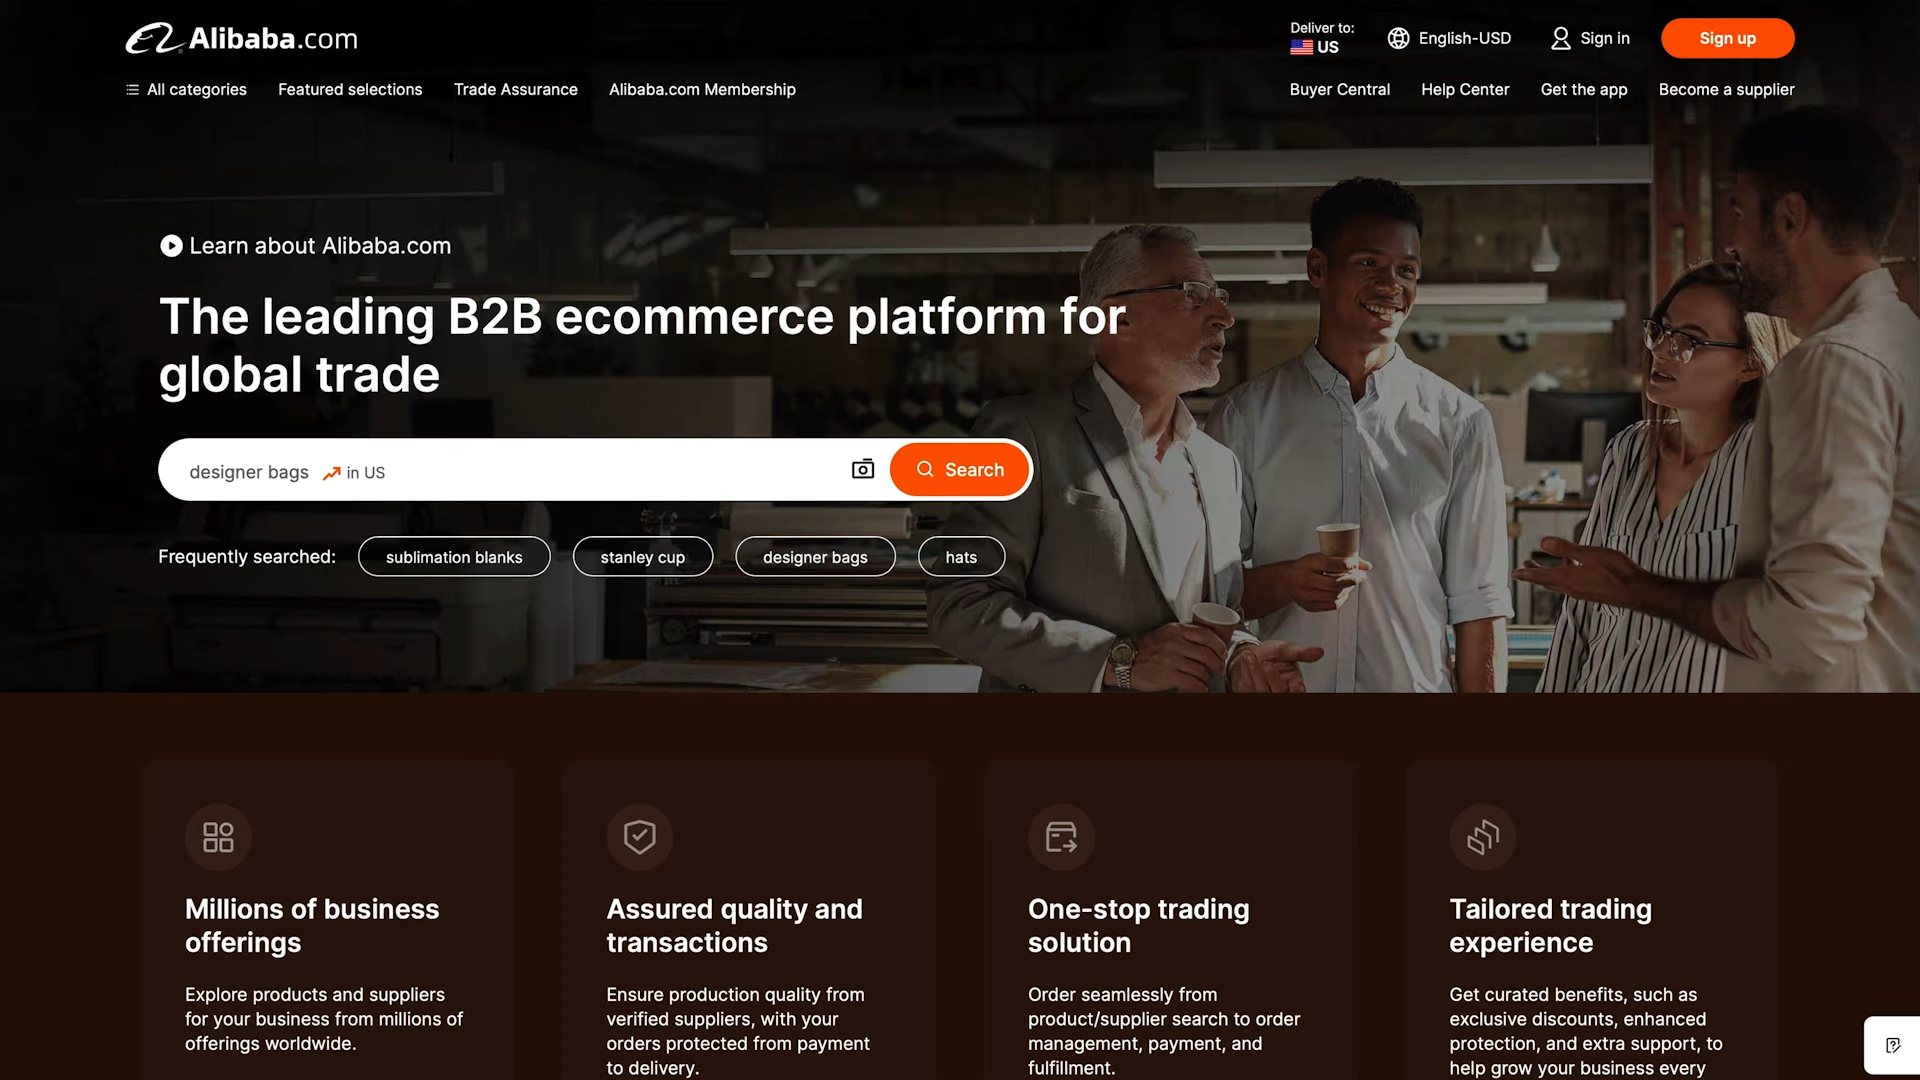 Alibaba.com
Deliver to:
US
English-USD
Sign in
Sign up
All categories
Featured selections
Trade Assurance
Alibaba.com Membership
Buyer Central
Help Center
Get the app
Become a supplier
Learn about Alibaba.com
The leading B2B ecommerce platform for
global trade
designer bags in US
Search
Frequently searched:
sublimation blanks
stanley cup
designer bags
hats
Millions of business
offerings
Explore products and suppliers
for your business from millions of
offerings worldwide.
Assured quality and
transactions
Ensure production quality from
verified suppliers, with your
orders protected from payment
to delivery.
One-stop trading
solution
Order seamlessly from
product/supplier search to order
management, payment, and
fulfillment.
Tailored trading
experience
Get curated benefits, such as
exclusive discounts, enhanced
protection, and extra support, to
help grow your business every